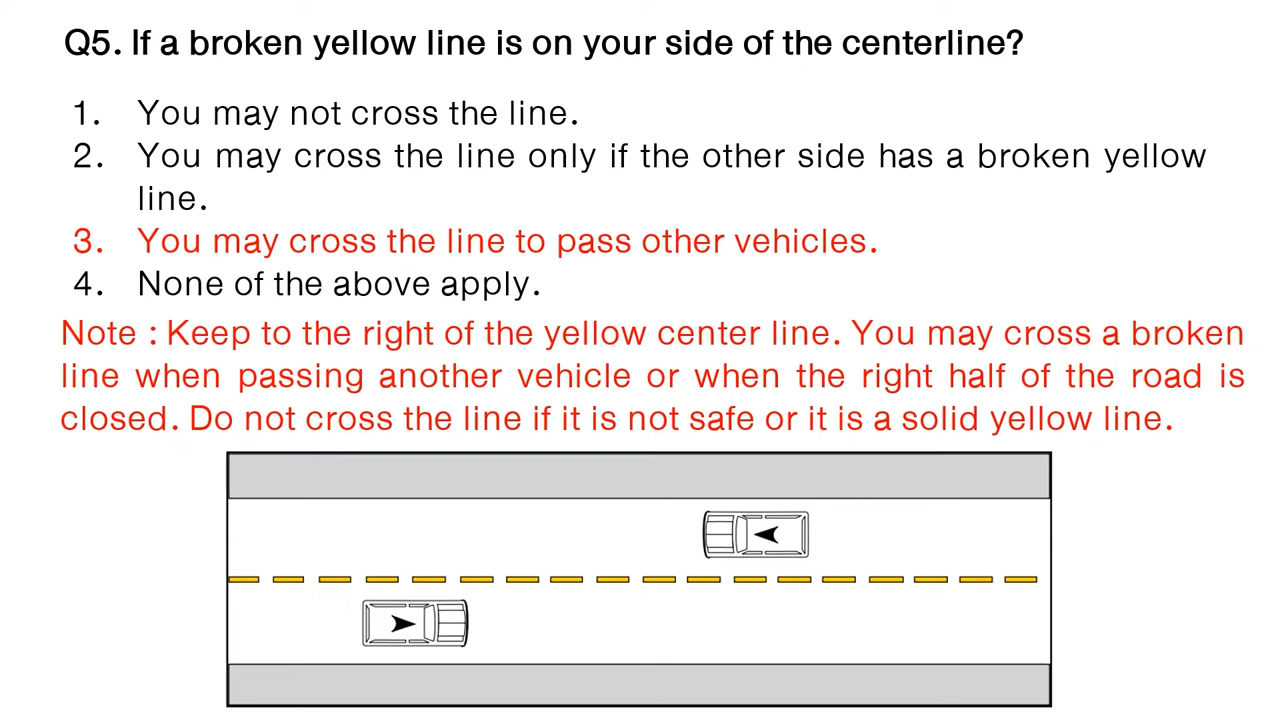 Q5. If a broken yellow line is on your side of the centerline?
1. You may not cross the line.
2. You may cross the line only if the other side has a broken yellow
line.
3. You may cross the line to pass other vehicles.
4. None of the above apply.
Note : Keep to the right of the yellow center line. You may cross a broken
line when passing another vehicle or when the right half of the road is
closed. Do not cross the line if it is not safe or it is a solid yellow line.